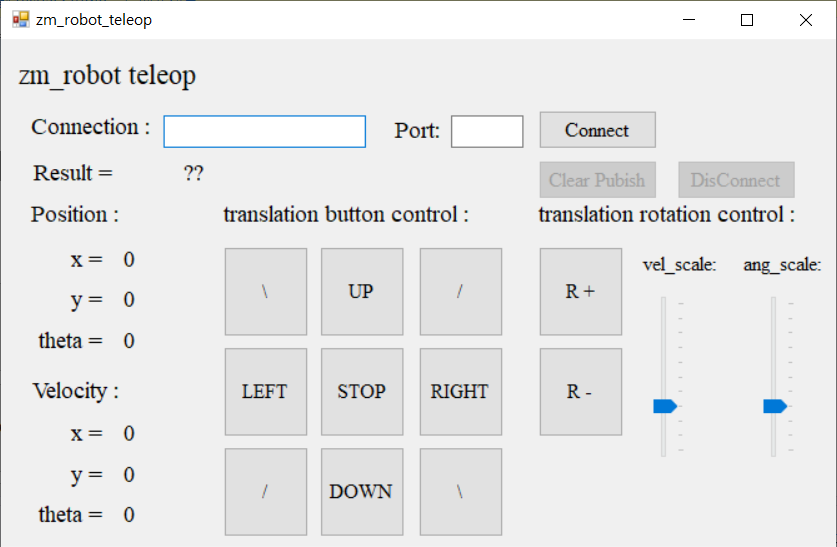 zm_robot_teleop
zm_robot teleop
Connection :
Port:
Connect
Result = ??
Clear Pubish
DisConnect
Position :
translation button control :
translation rotation control :
x = 0
y = 0
theta = 0
\ UP /
R +
vel_scale:
ang_scale:
Velocity :
LEFT STOP RIGHT
R -
x = 0
y = 0
theta = 0
/ DOWN \